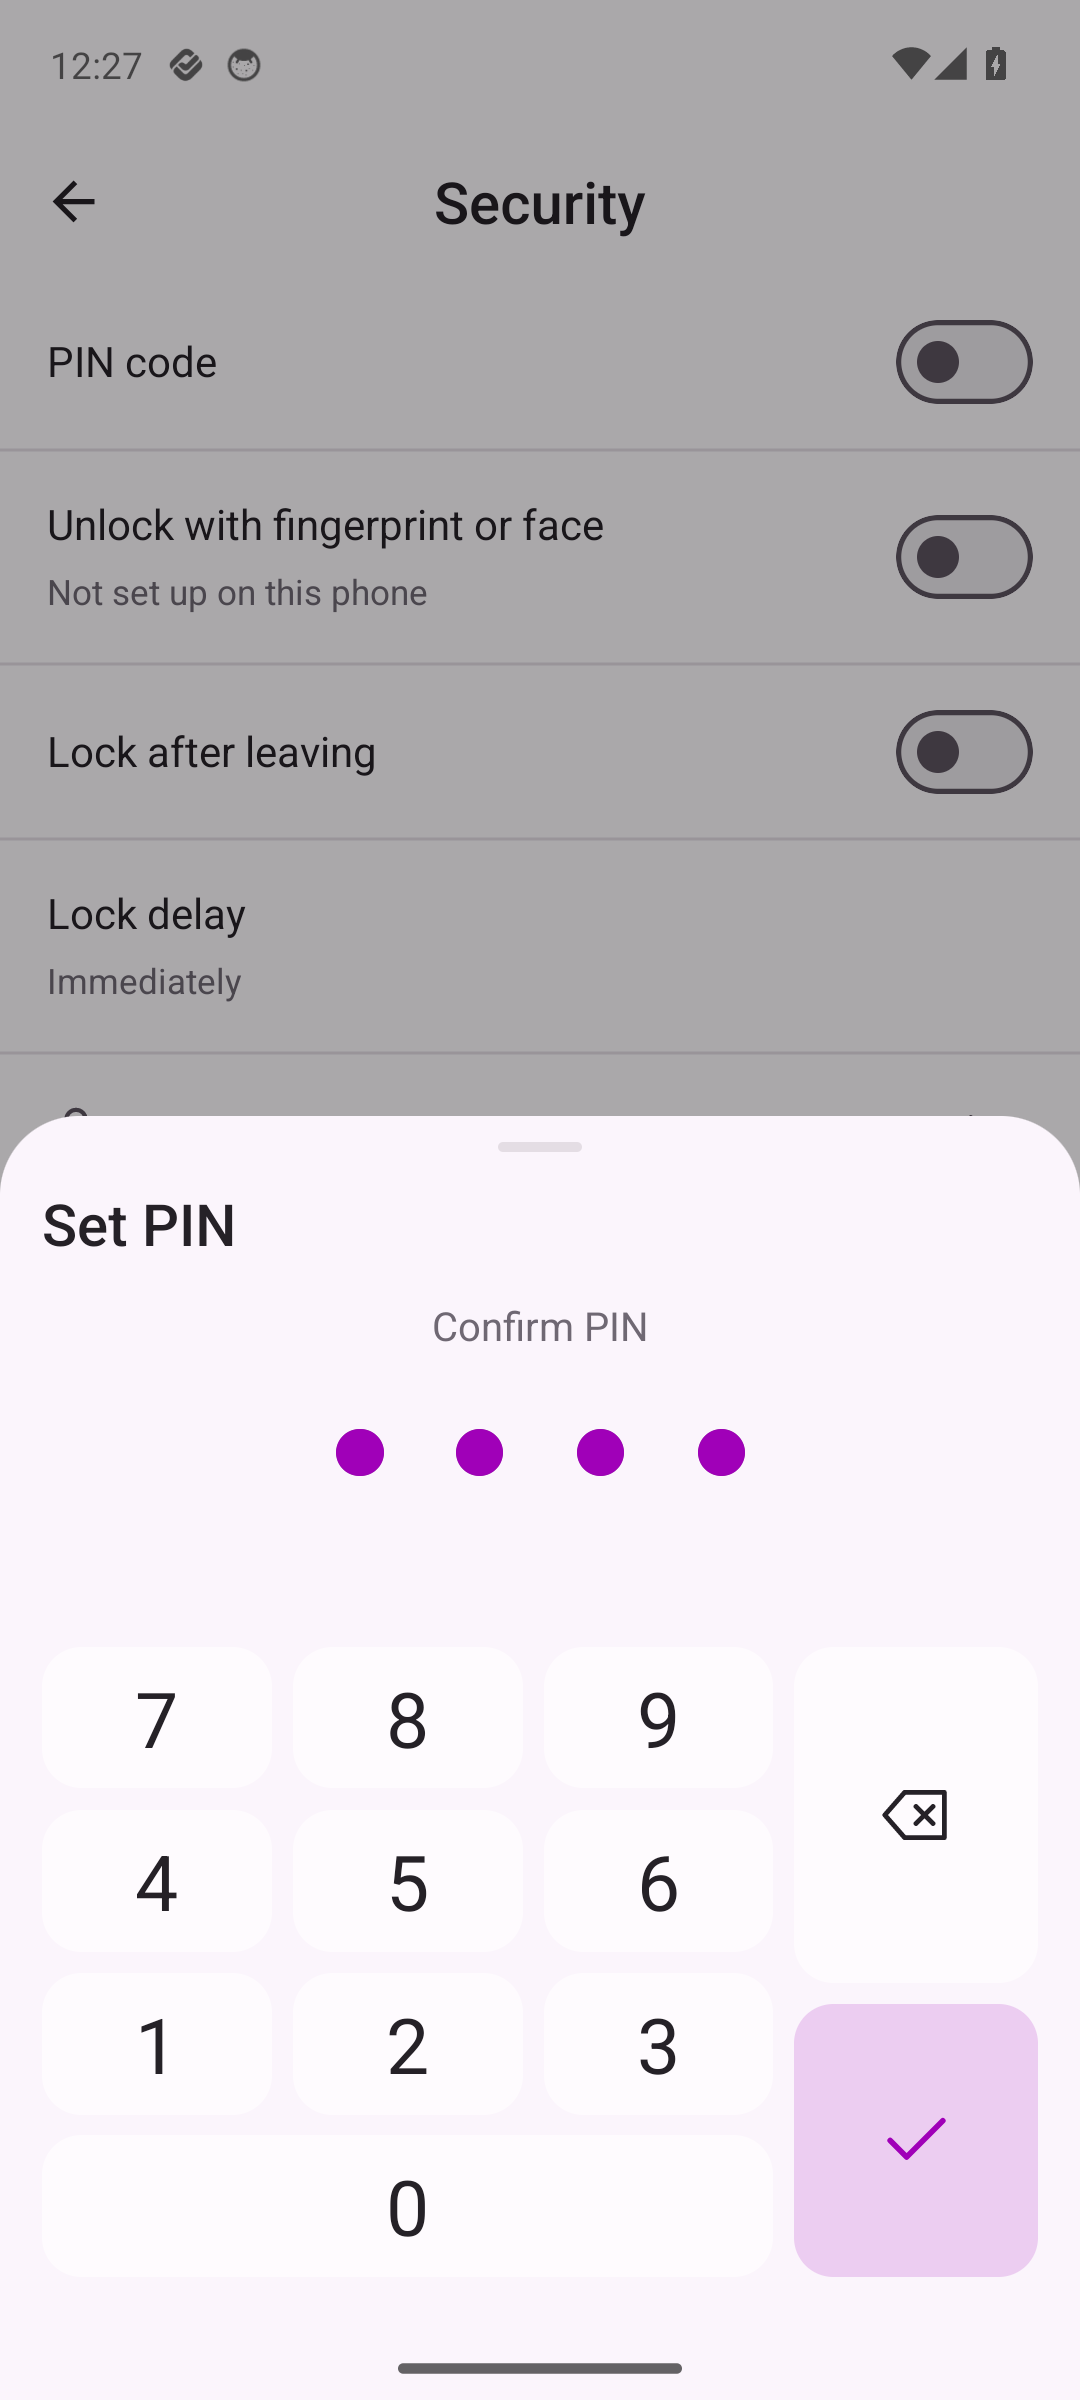 12:27
Security
PIN code
Unlock with fingerprint or face
Not set up on this phone
Lock after leaving
Lock delay
Immediately
Set PIN
Confirm PIN
7 8 9
4 5 6
1 2 3
0